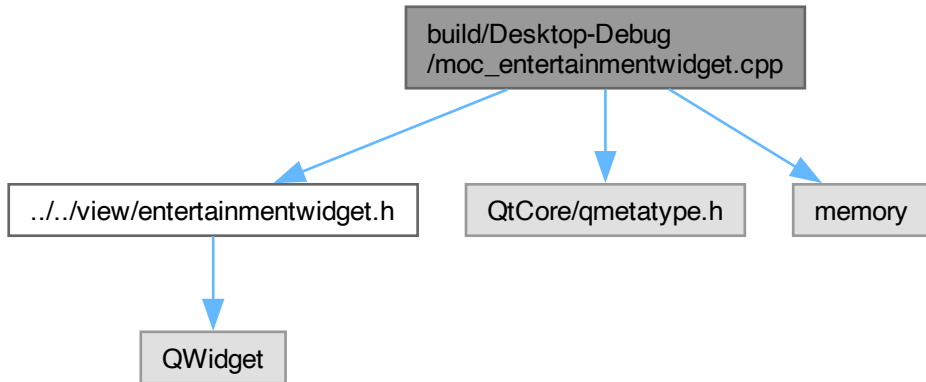 build/Desktop-Debug
/moc_entertainmentwidget.cpp
../../view/entertainmentwidget.h
QtCore/qmetatype.h
memory
QWidget